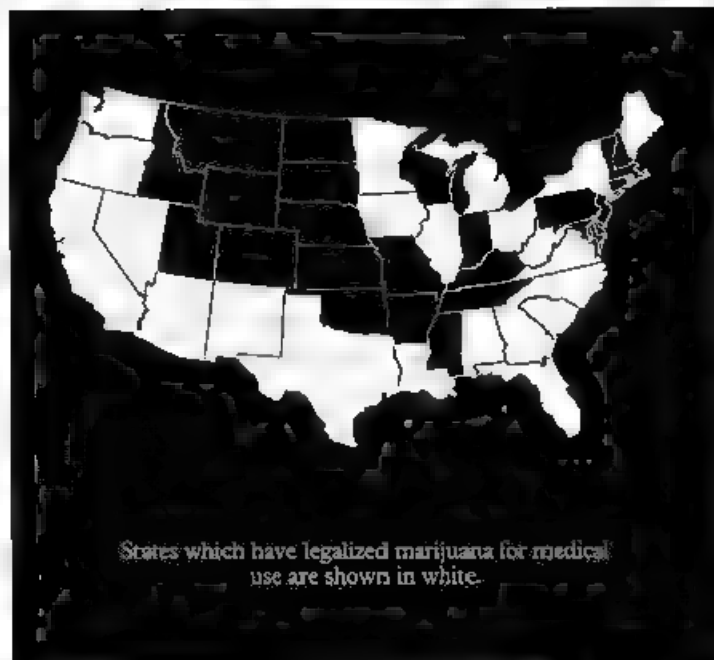 States which have legalized marijuana for medical
use are shown in white.